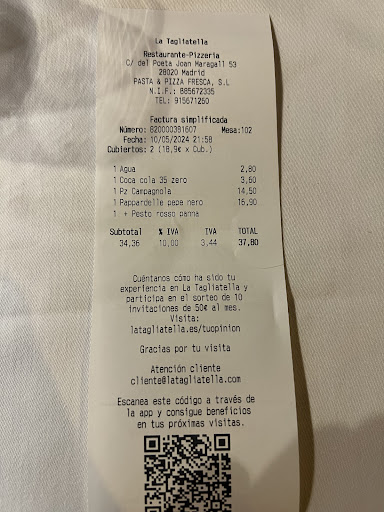 La Tagliatella
Restaurante-Pizzería
C/ del Poeta Joan Maragall 53
28020 Madrid
PASTA & PIZZA FRESCA, S.L
N.I.F.: B85672335
TEL: 915671260
Factura simplificada
Número: 820000381607 Mesa:102
Fecha: 10/05/2024 21:58
Cubiertos: 2 (18,9€ x Cub.)
1 Agua 2,80
1 Coca cola 35 zero 3,60
1 Pz Campagnola 14,50
1 Pappardelle pepe nero 16,90
1 + Pesto rosso panna
Subtotal % IVA IVA TOTAL
34,36 10,00 3,44 37,80
Cuéntanos cómo ha sido tu
experiencia en La Tagliatella y
participa en el sorteo de 10
invitaciones de 50€ al mes.
Visita:
latagliatella.es/tuopinion
Gracias por tu visita
Atención cliente
cliente@latagliatella.com
Escanea este código a través de
la app y consigue beneficios
en tus próximas visitas.